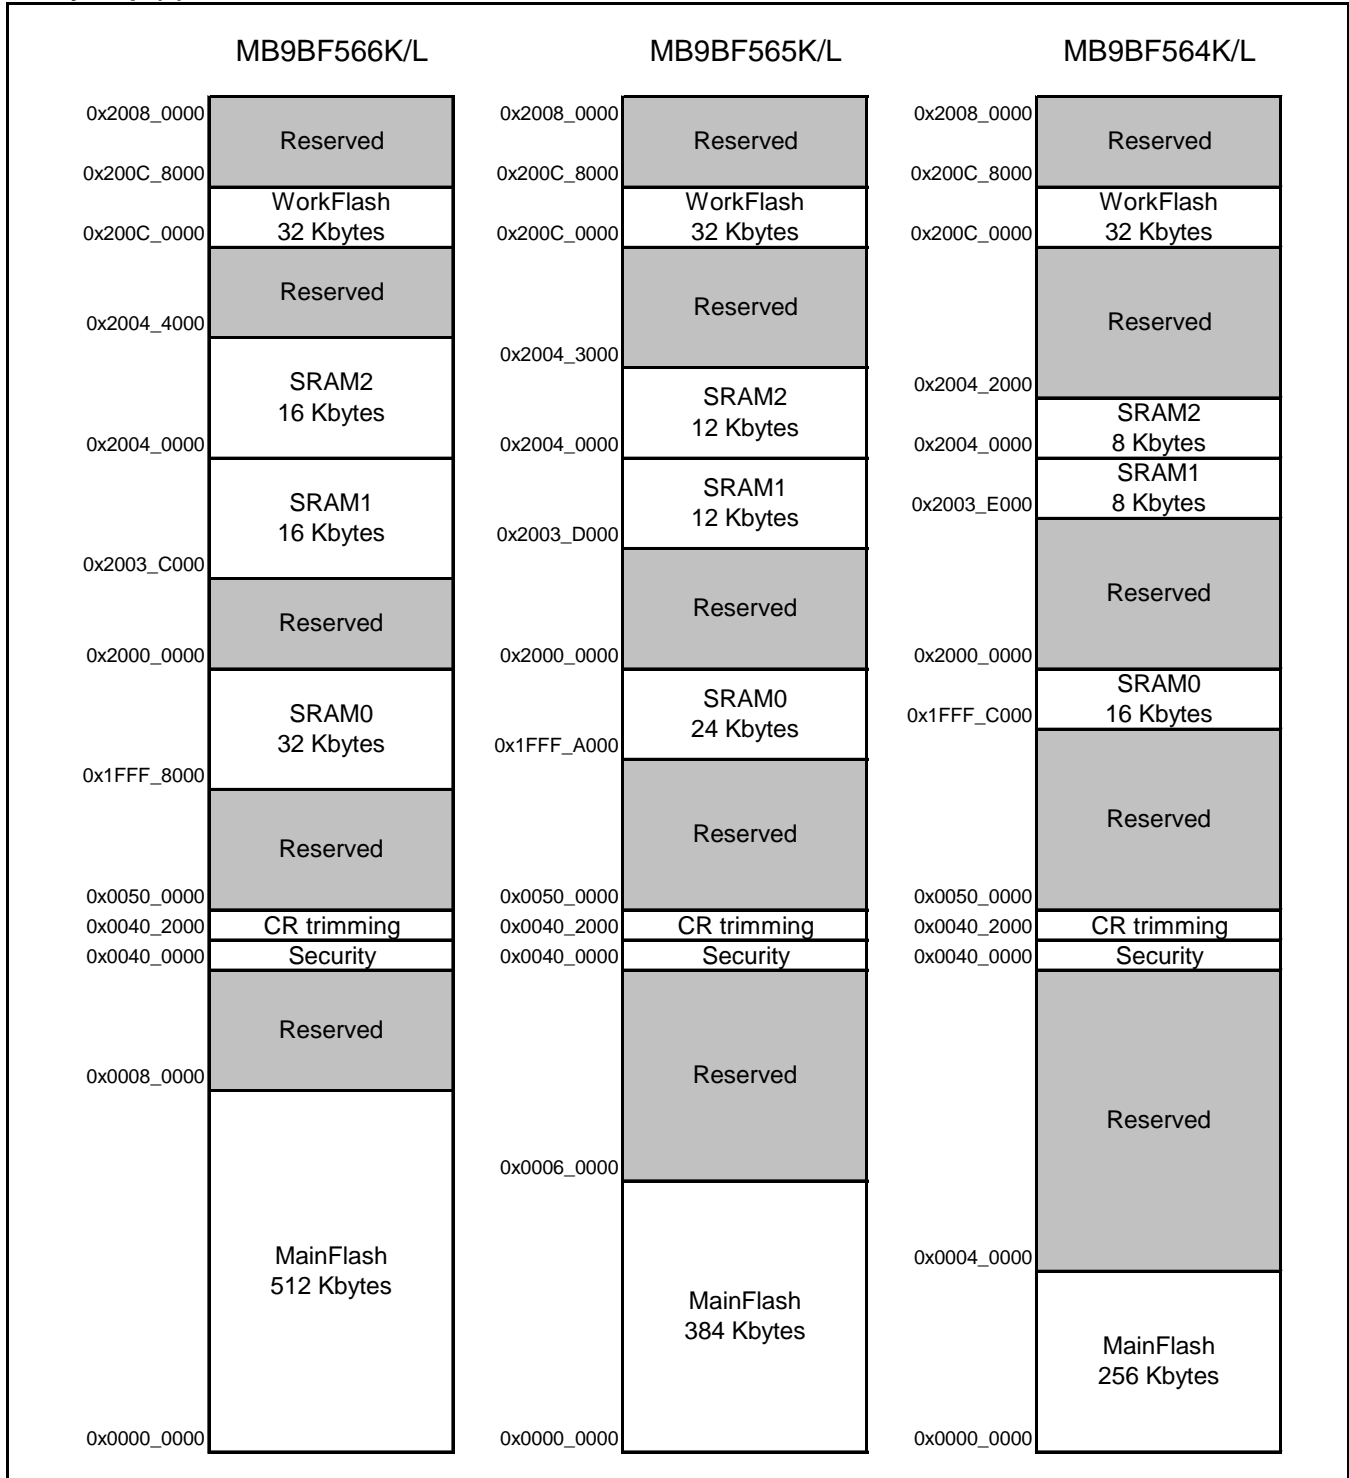 MB9BF566K/L
0x2008_0000
Reserved
0x200C_8000
WorkFlash
32 Kbytes
0x200C_0000
Reserved
0x2004_4000
SRAM2
16 Kbytes
0x2004_0000
SRAM1
16 Kbytes
0x2003_C000
Reserved
0x2000_0000
SRAM0
32 Kbytes
0x1FFF_8000
Reserved
0x0050_0000
CR trimming
0x0040_2000
Security
0x0040_0000
Reserved
0x0008_0000
MainFlash
512 Kbytes
0x0000_0000
MB9BF565K/L
0x2008_0000
Reserved
0x200C_8000
WorkFlash
32 Kbytes
0x200C_0000
Reserved
0x2004_3000
SRAM2
12 Kbytes
0x2004_0000
SRAM1
12 Kbytes
0x2003_D000
Reserved
0x2000_0000
SRAM0
24 Kbytes
0x1FFF_A000
Reserved
0x0050_0000
CR trimming
0x0040_2000
Security
0x0040_0000
Reserved
0x0006_0000
MainFlash
384 Kbytes
0x0000_0000
MB9BF564K/L
0x2008_0000
Reserved
0x200C_8000
WorkFlash
32 Kbytes
0x200C_0000
Reserved
0x2004_2000
SRAM2
8 Kbytes
0x2004_0000
SRAM1
8 Kbytes
0x2003_E000
Reserved
0x2000_0000
SRAM0
16 Kbytes
0x1FFF_C000
Reserved
0x0050_0000
CR trimming
0x0040_2000
Security
0x0040_0000
Reserved
0x0004_0000
MainFlash
256 Kbytes
0x0000_0000